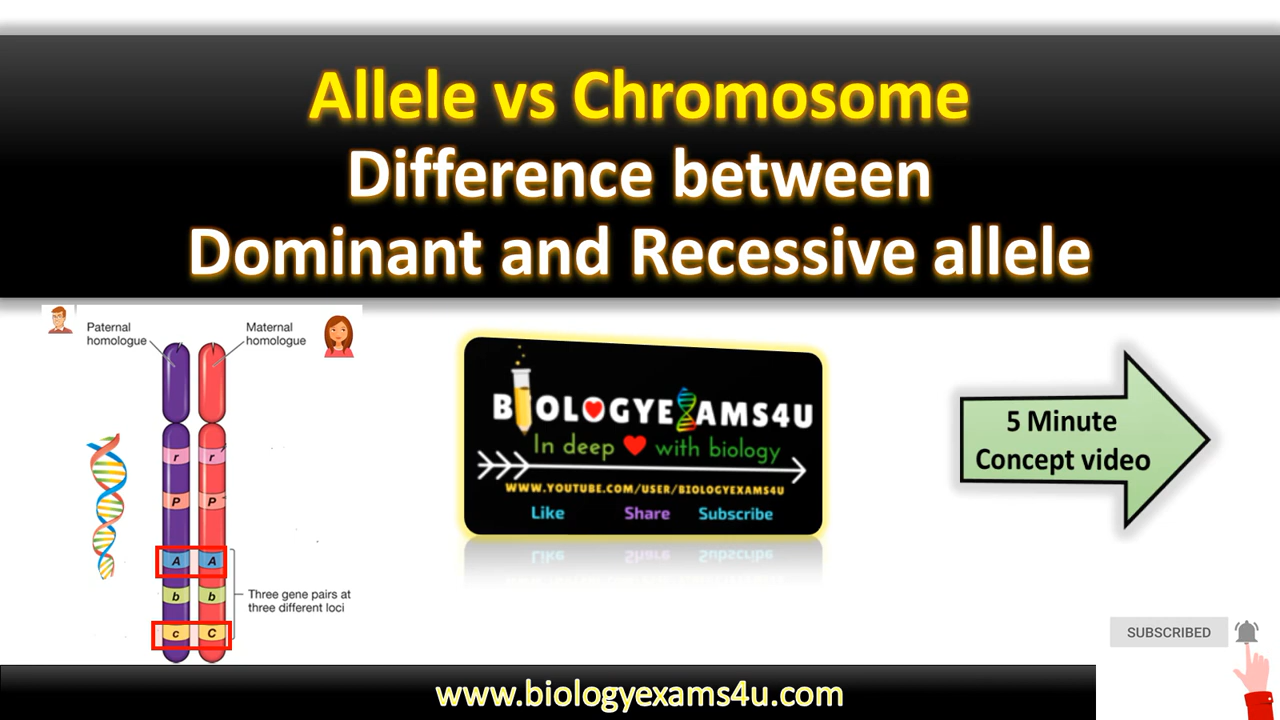 Allele vs Chromosome
Difference between
Dominant and Recessive allele
Paternal
homologue
Maternal
homologue
r r
P P
A A
b b
c C
Three gene pairs at
three different loci
BIOLOGYEXAMS4U
In deep with biology
WWW.YOUTUBE.COM/USER/BIOLOGYEXAMS4U
Like Share Subscribe
5 Minute
Concept video
SUBSCRIBED
www.biologyexams4u.com